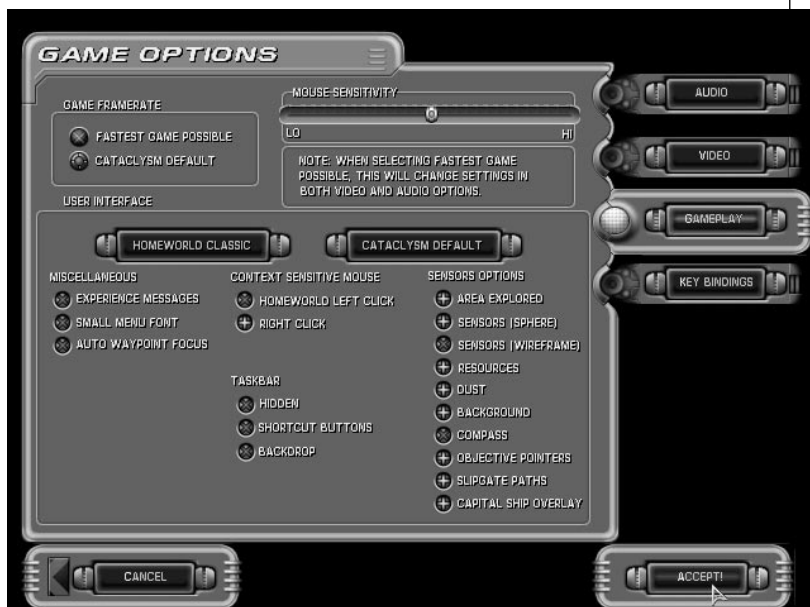 GAME OPTIONS
GAME FRAMERATE
FASTEST GAME POSSIBLE
CATACLYSM DEFAULT
MOUSE SENSITIVITY
LO HI
NOTE: WHEN SELECTING FASTEST GAME
POSSIBLE, THIS WILL CHANGE SETTINGS IN
BOTH VIDEO AND AUDIO OPTIONS.
USER INTERFACE
HOMEWORLD CLASSIC
CATACLYSM DEFAULT
MISCELLANEOUS
EXPERIENCE MESSAGES
SMALL MENU FONT
AUTO WAYPOINT FOCUS
CONTEXT SENSITIVE MOUSE
HOMEWORLD LEFT CLICK
RIGHT CLICK
TASKBAR
HIDDEN
SHORTCUT BUTTONS
BACKDROP
SENSORS OPTIONS
AREA EXPLORED
SENSORS (SPHERE)
SENSORS (WIREFRAME)
RESOURCES
DUST
BACKGROUND
COMPASS
OBJECTIVE POINTERS
SLIPGATE PATHS
CAPITAL SHIP OVERLAY
AUDIO
VIDEO
GAMEPLAY
KEY BINDINGS
CANCEL
ACCEPT!